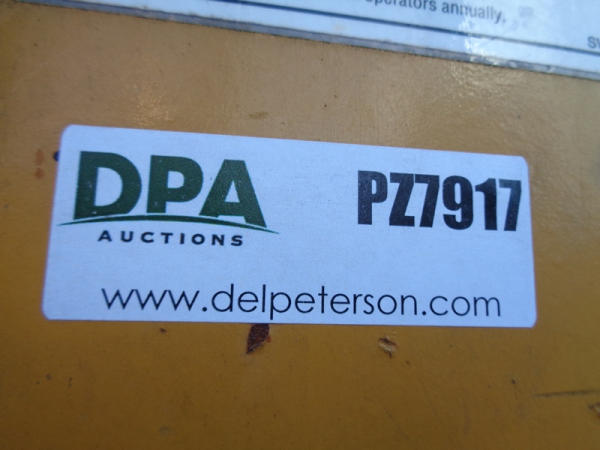 operators annually,
DPA
AUCTIONS
PZ7917
www.delpeterson.com